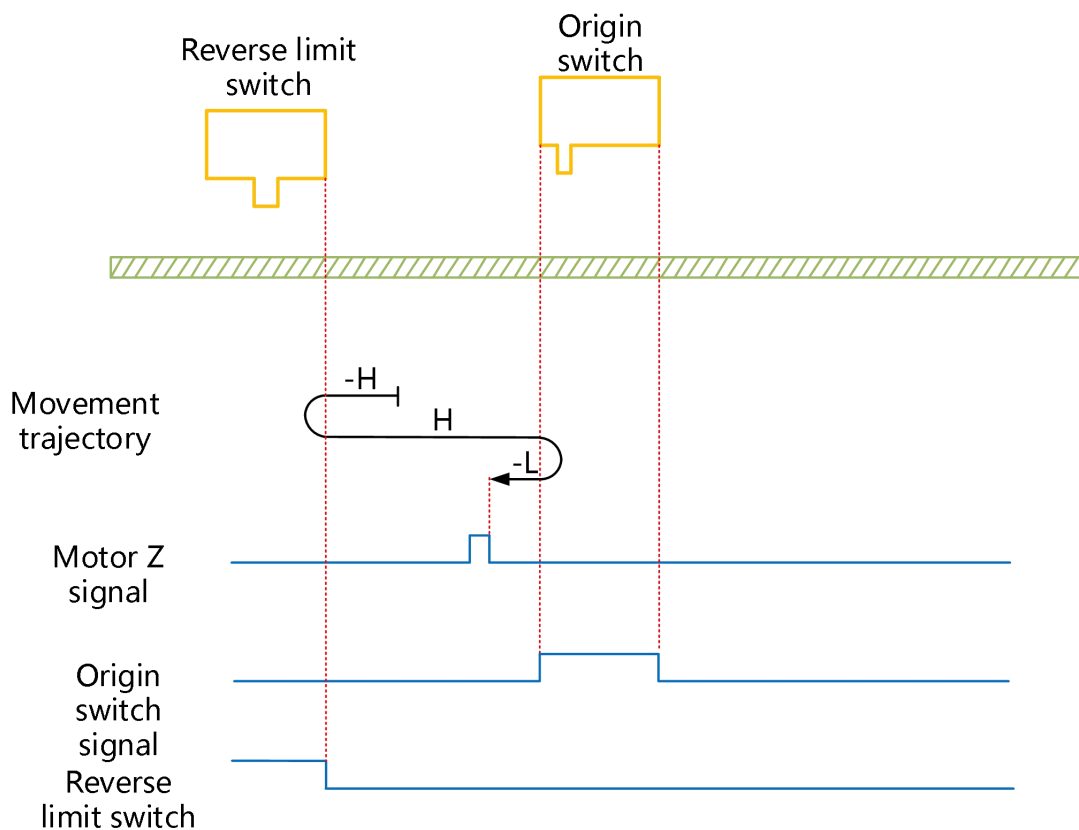 Reverse limit
switch
Origin
switch
Movement
trajectory
-H
H
-L
Motor Z
signal
Origin
switch
signal
Reverse
limit switch